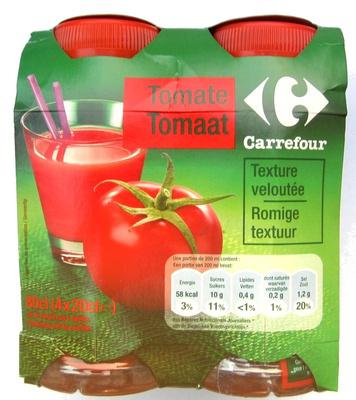 Tomate
Tomaat
Carrefour
Texture
veloutée
Romige
textuur
Une portion de 200 ml contient :
Een portie van 200 ml bevat:
Energie
58 kcal
3%
Sucres
Suikers
10 g
11%
Lipides
Vetten
0,4 g
<1%
dont saturés
waarvan
verzadigde
0,2 g
1%
Sel
Zout
1,2 g
20%
80cl (4x20cl